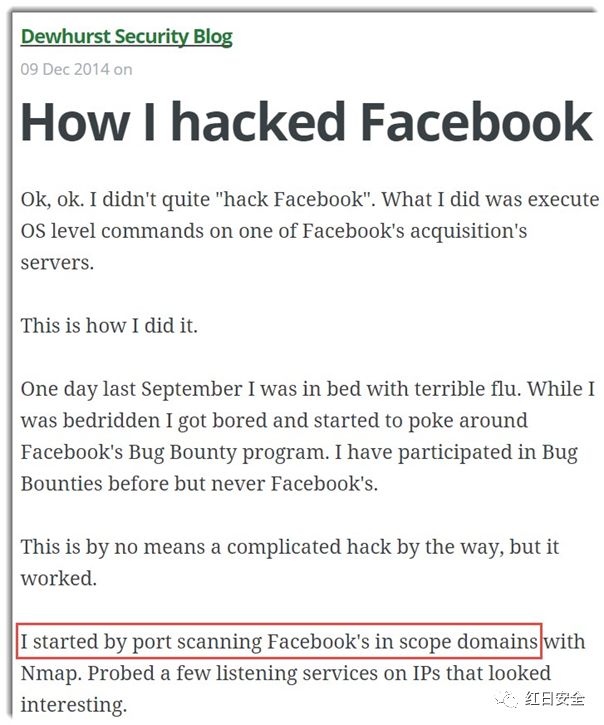 Dewhurst Security Blog
09 Dec 2014 on
How I hacked Facebook
Ok, ok. I didn't quite "hack Facebook". What I did was execute
OS level commands on one of Facebook's acquisition's
servers.
This is how I did it.
One day last September I was in bed with terrible flu. While I
was bedridden I got bored and started to poke around
Facebook's Bug Bounty program. I have participated in Bug
Bounties before but never Facebook's.
This is by no means a complicated hack by the way, but it
worked.
I started by port scanning Facebook's in scope domains with
Nmap. Probed a few listening services on IPs that looked
interesting.
红日安全